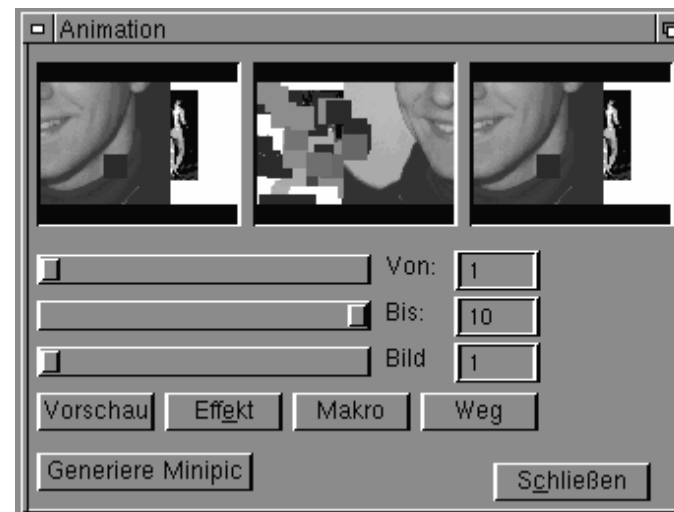 Animation
Von: 1
Bis: 10
Bild 1
Vorschau Effekt Makro Weg
Generiere Minipic
Schließen